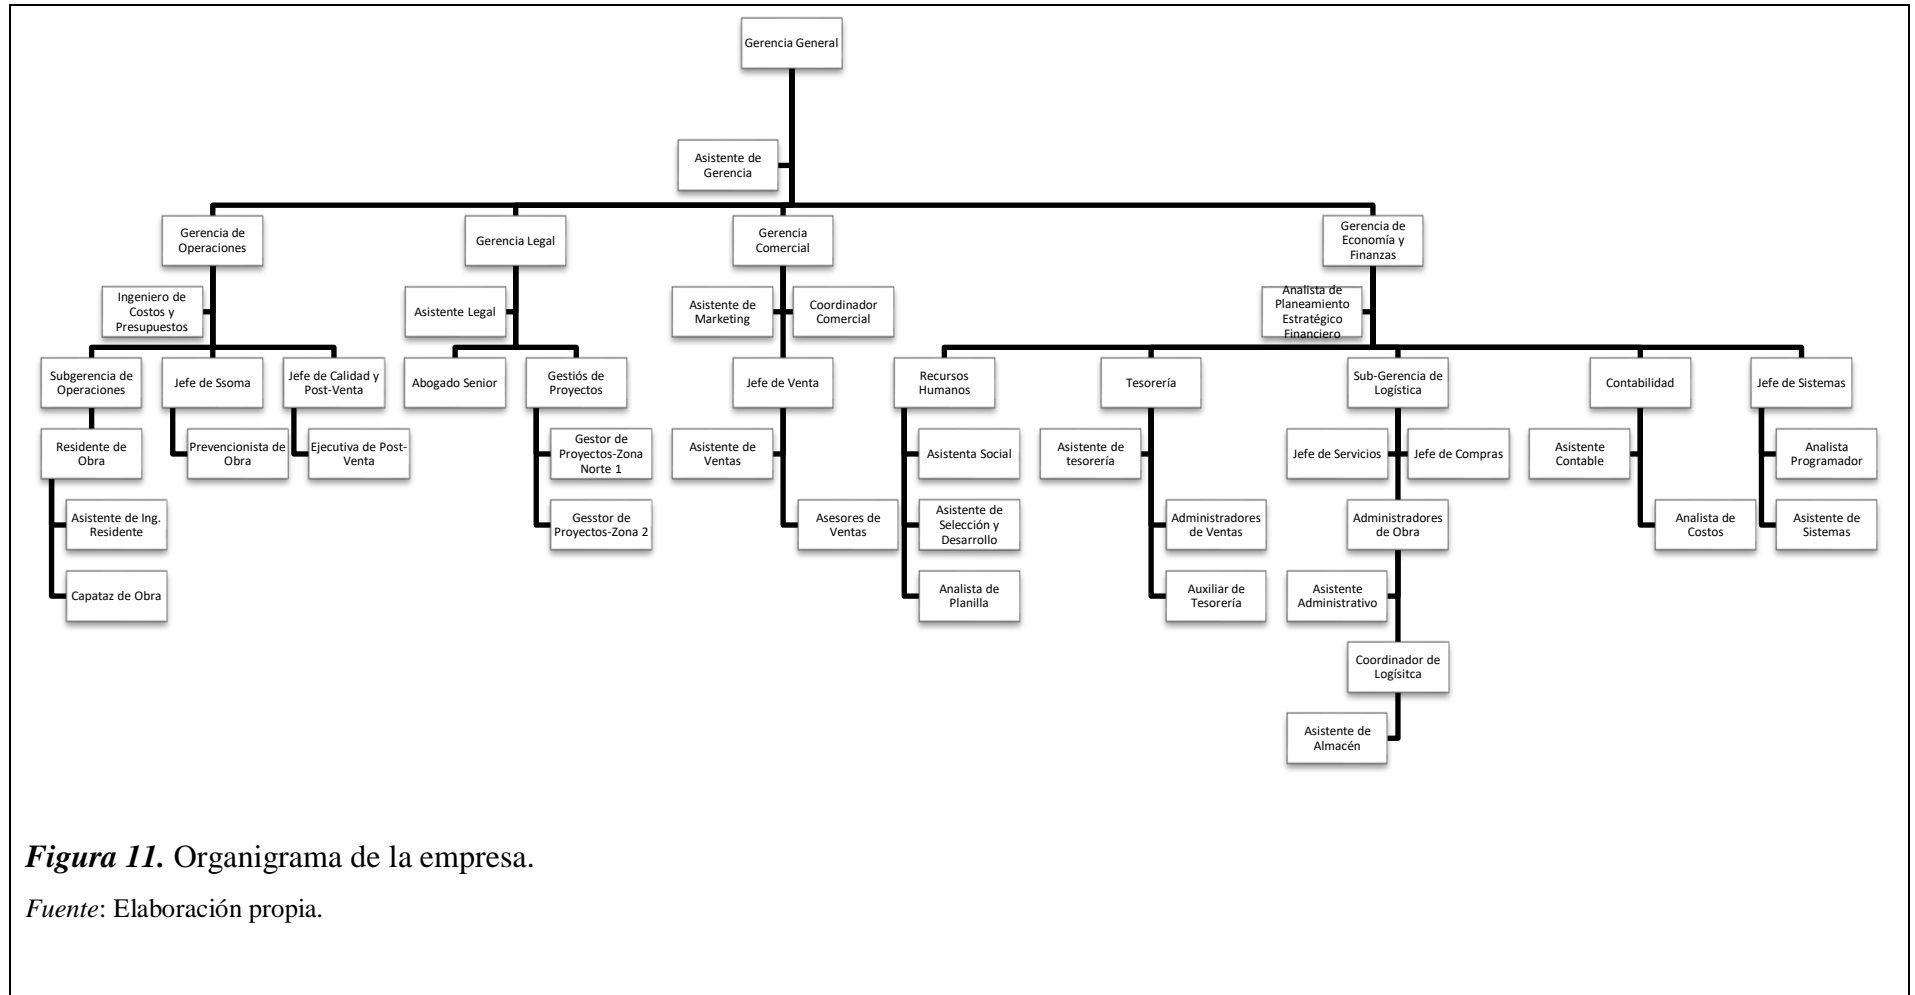 Gerencia General
Asistente de
Gerencia
Gerencia de
Operaciones
Gerencia Legal
Gerencia
Comercial
Gerencia de
Economía y
Finanzas
Ingeniero de
Costos y
Presupuestos
Asistente Legal
Asistente de
Marketing
Coordinador
Comercial
Analista de
Planeamiento
Estratégico
Financiero
Subgerencia de
Operaciones
Jefe de Ssoma
Jefe de Calidad y
Post-Venta
Abogado Senior
Gestiós de
Proyectos
Jefe de Venta
Recursos
Humanos
Tesorería
Sub-Gerencia de
Logística
Contabilidad
Jefe de Sistemas
Residente de
Obra
Prevencionista de
Obra
Ejecutiva de Post-
Venta
Gestor de
Proyectos-Zona
Norte 1
Asistente de
Ventas
Asistenta Social
Asistente de
tesorería
Jefe de Servicios
Jefe de Compras
Asistente
Contable
Analista
Programador
Asistente de Ing.
Residente
Gesstor de
Proyectos-Zona 2
Asesores de
Ventas
Asistente de
Selección y
Desarrollo
Administradores
de Ventas
Administradores
de Obra
Analista de
Costos
Asistente de
Sistemas
Capataz de Obra
Analista de
Planilla
Auxiliar de
Tesorería
Asistente
Administrativo
Coordinador de
Logísitca
Asistente de
Almacén
Figura 11. Organigrama de la empresa.
Fuente: Elaboración propia.